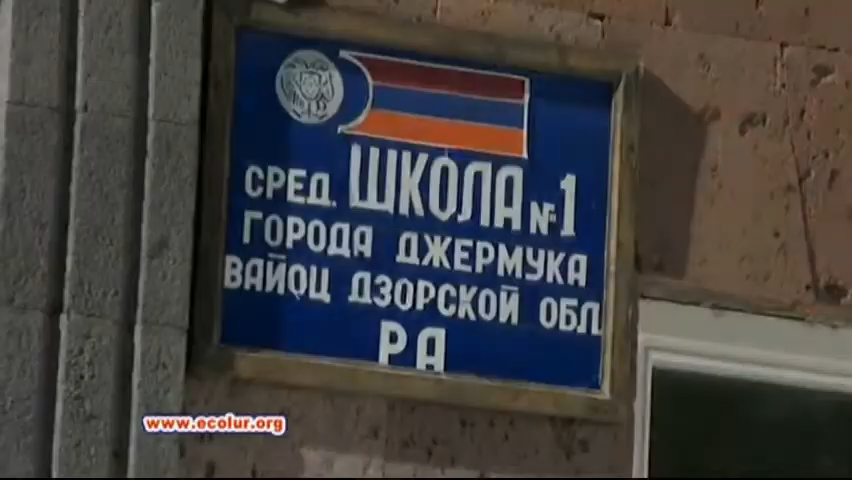 СРЕД. ШКОЛА №1
ГОРОДА ДЖЕРМУКА
ВАЙОЦ ДЗОРСКОЙ ОБЛ
РА
www.ecolur.org